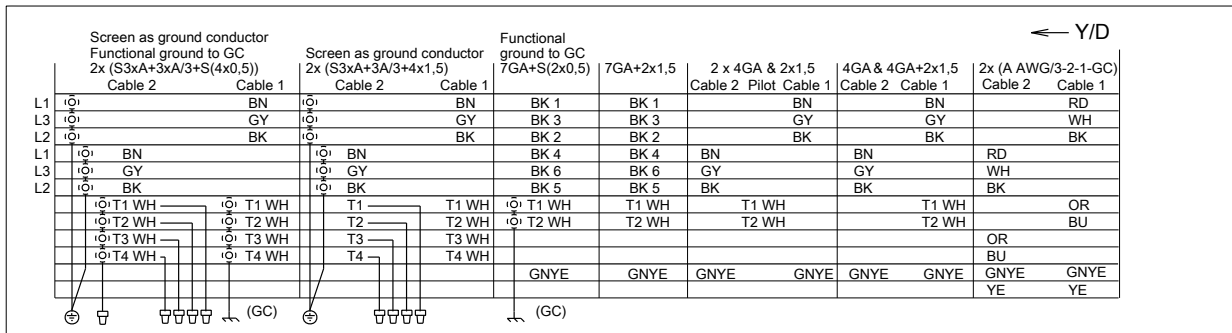 Y/D
Screen as ground conductor
Functional ground to GC
2x (S3xA+3xA/3+S(4x0,5))
Screen as ground conductor
2x (S3xA+3A/3+4x1,5)
Functional
ground to GC
7GA+S(2x0,5)
7GA+2x1,5
2 x 4GA & 2x1,5
4GA & 4GA+2x1,5
2x (A AWG/3-2-1-GC)
Cable 2 Cable 1 Cable 2 Cable 1 Cable 2 Pilot Cable 1 Cable 2 Cable 1 Cable 2 Cable 1
L1 BN BN BK 1 BK 1 BN BN RD
L3 GY GY BK 3 BK 3 GY GY WH
L2 BK BK BK 2 BK 2 BK BK BK
L1 BN BN BK 4 BK 4 BN BN RD
L3 GY GY BK 6 BK 6 GY GY WH
L2 BK BK BK 5 BK 5 BK BK BK
T1 WH T1 WH T1 T1 WH T1 WH T1 WH T1 WH T1 WH OR
T2 WH T2 WH T2 T2 WH T2 WH T2 WH T2 WH T2 WH BU
T3 WH T3 WH T3 T3 WH OR
T4 WH T4 WH T4 T4 WH BU
GNYE GNYE GNYE GNYE GNYE GNYE GNYE GNYE
YE YE
(GC) (GC)